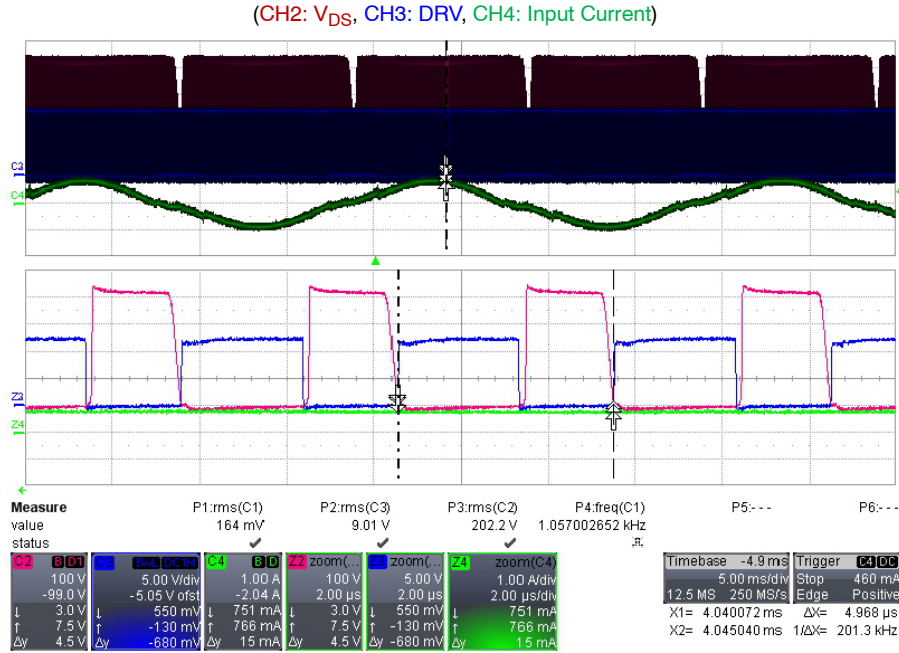 (CH2: VDS, CH3: DRV, CH4: Input Current)
C3
C4
Z3
Z4
Measure P1:rms(C1) P2:rms(C3) P3:rms(C2) P4:freq(C1) P5:--- P6:---
value 164 mV 9.01 V 202.2 V 1.057002652 kHz
status
C2 B D1 C3 BwL DC1M C4 B D Z2 zoom(... Z3 zoom(... Z4 zoom(C4) Timebase -4.9 ms Trigger C4 DC
100 V 5.00 V/div 1.00 A 100 V 5.00 V 1.00 A/div 5.00 ms/div Stop 460 mA
-99.0 V -5.05 V ofst -2.04 A 2.00 µs 2.00 µs 2.00 µs/div 12.5 MS 250 MS/s Edge Positive
↓ 3.0 V 550 mV ↓ 751 mA ↓ 3.0 V ↓ 550 mV ↓ 751 mA X1= 4.040072 ms ΔX= 4.968 µs
↑ 7.5 V -130 mV ↑ 766 mA ↑ 7.5 V ↑ -130 mV ↑ 766 mA X2= 4.045040 ms 1/ΔX= 201.3 kHz
Δy 4.5 V -680 mV Δy 15 mA Δy 4.5 V Δy -680 mV Δy 15 mA